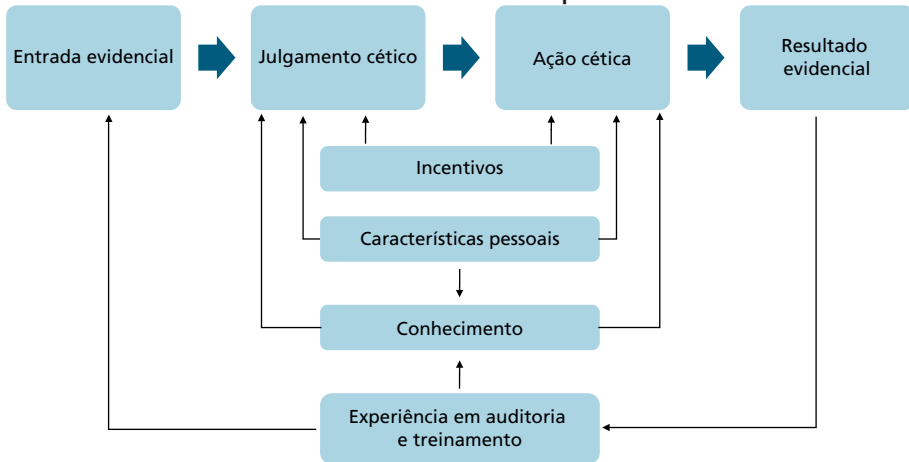 Entrada evidencial
Julgamento cético
Ação cética
Resultado
evidencial
Incentivos
Características pessoais
Conhecimento
Experiência em auditoria
e treinamento